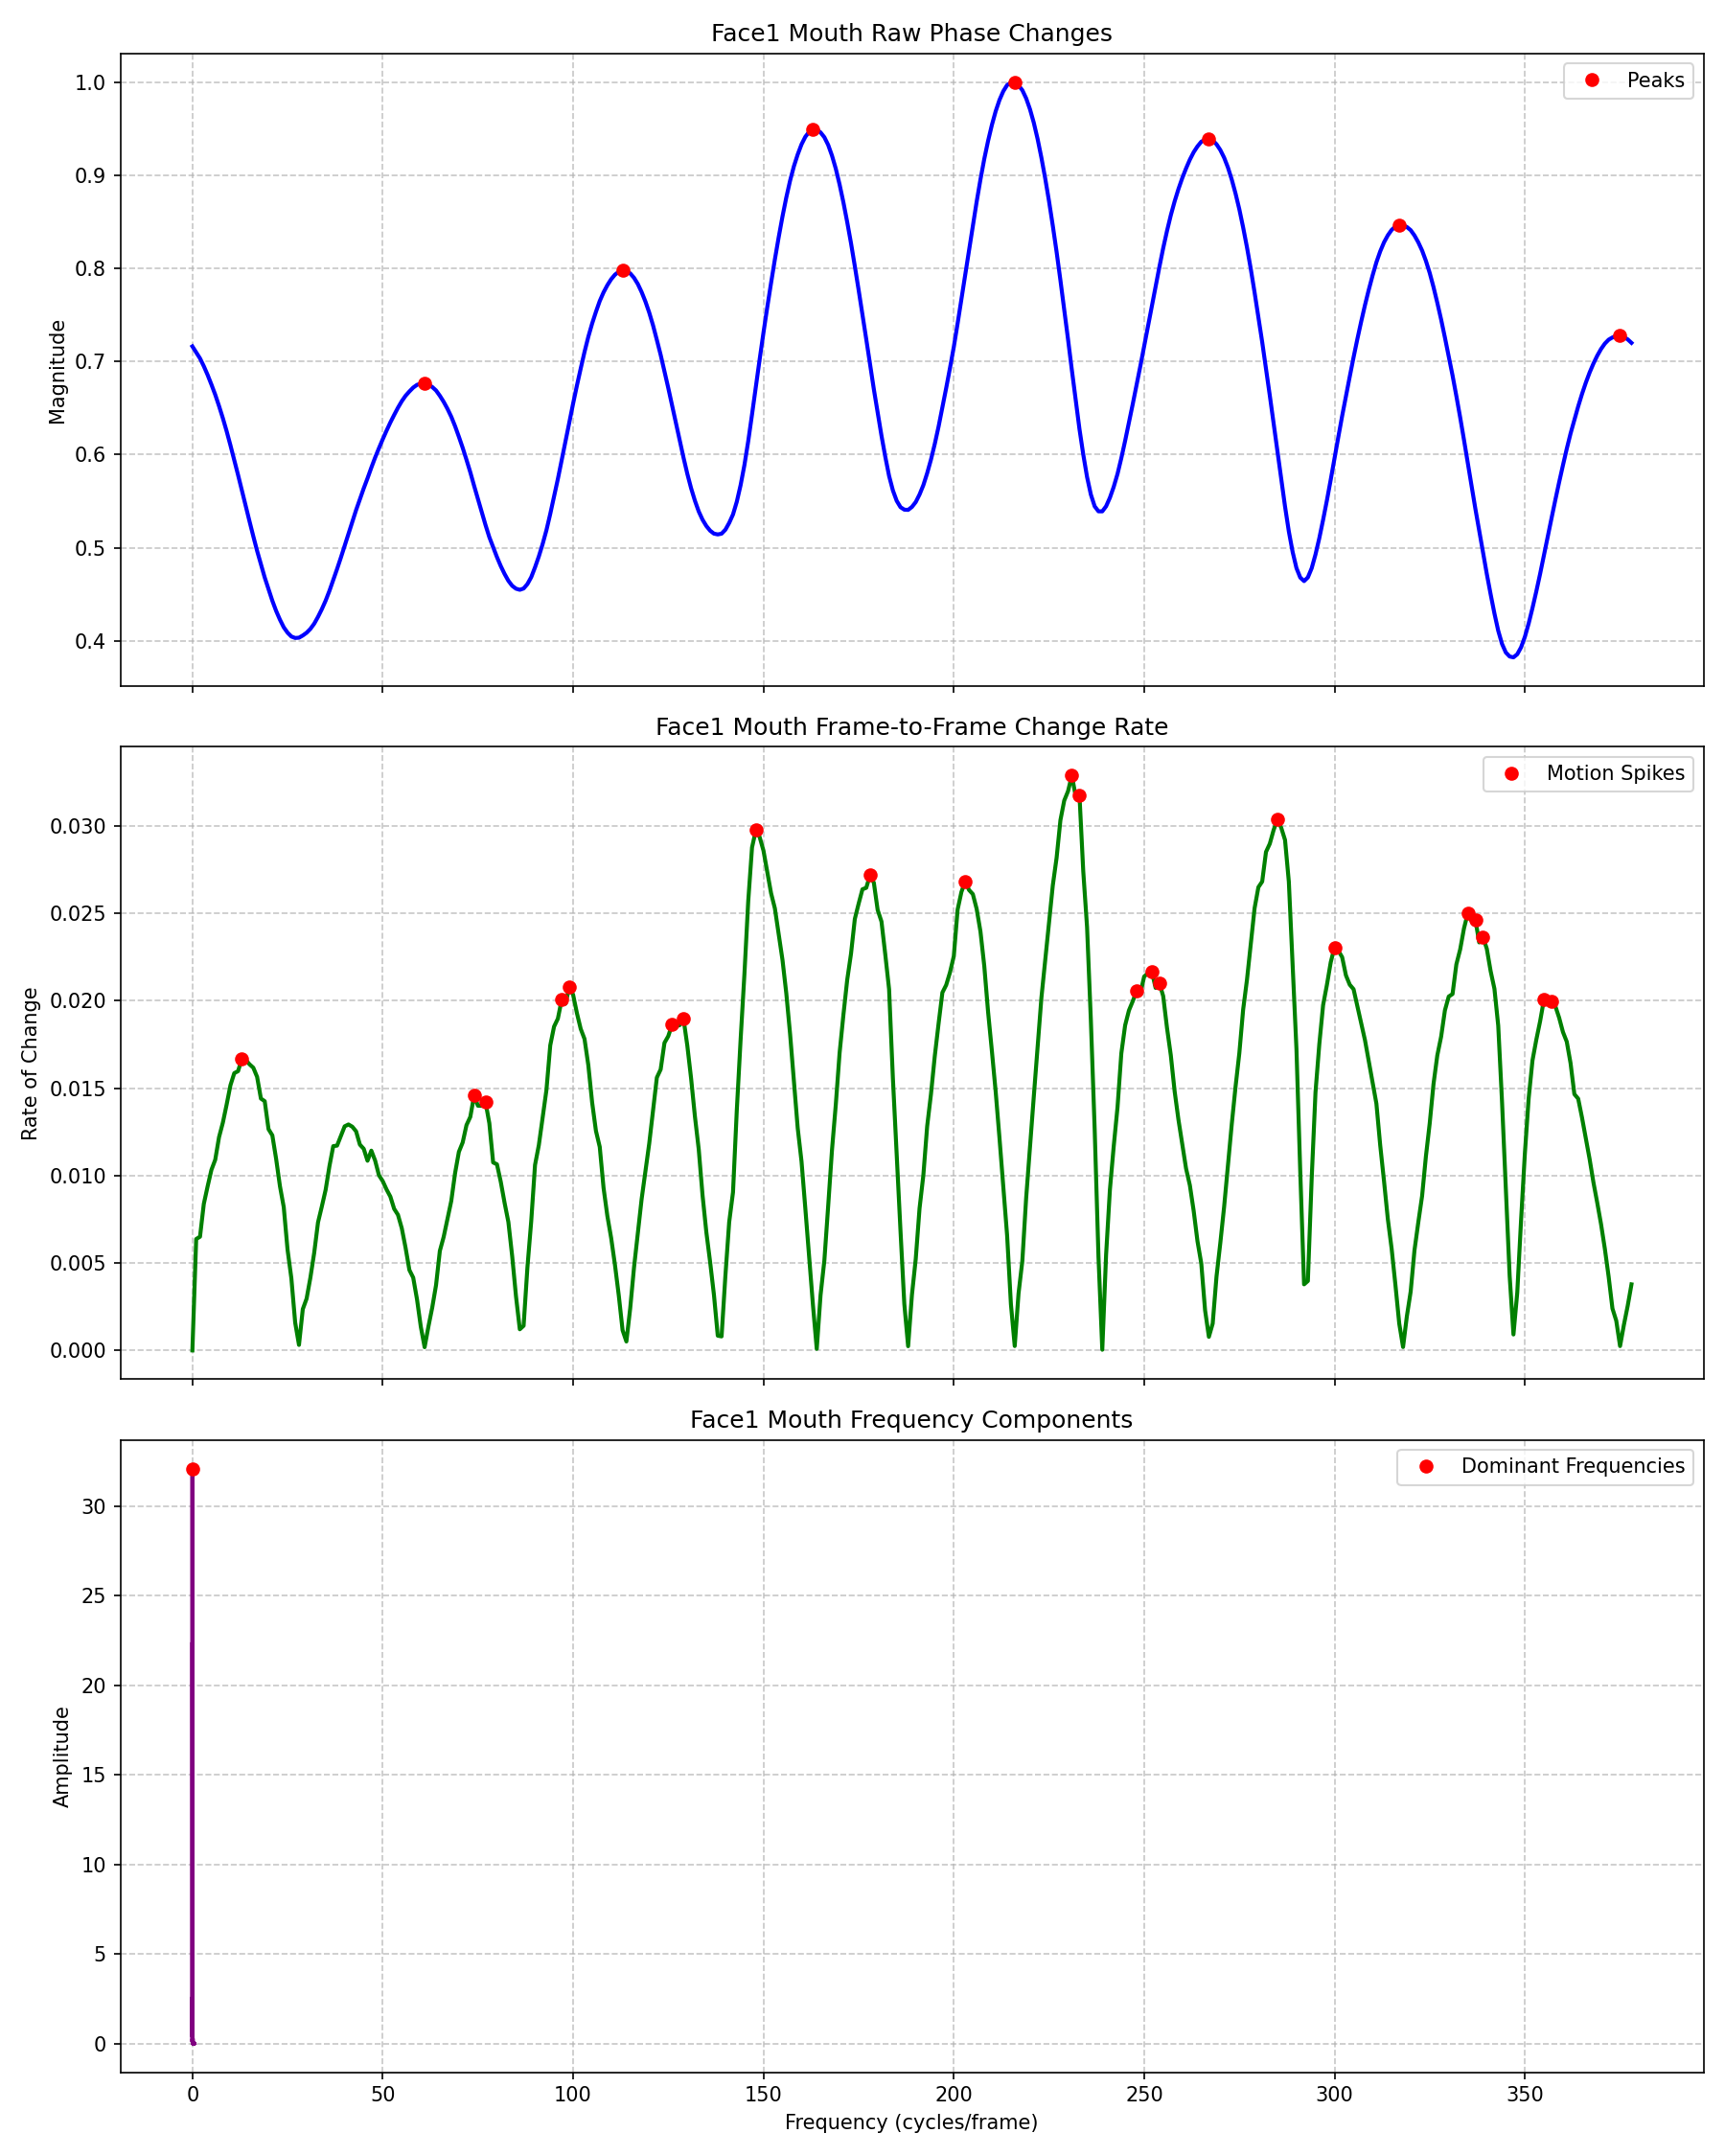 Face1 Mouth Raw Phase Changes
Peaks
Magnitude
1.0
0.9
0.8
0.7
0.6
0.5
0.4
Face1 Mouth Frame-to-Frame Change Rate
Motion Spikes
Rate of Change
0.030
0.025
0.020
0.015
0.010
0.005
0.000
Face1 Mouth Frequency Components
Dominant Frequencies
Amplitude
30
25
20
15
10
5
0
0 50 100 150 200 250 300 350
Frequency (cycles/frame)